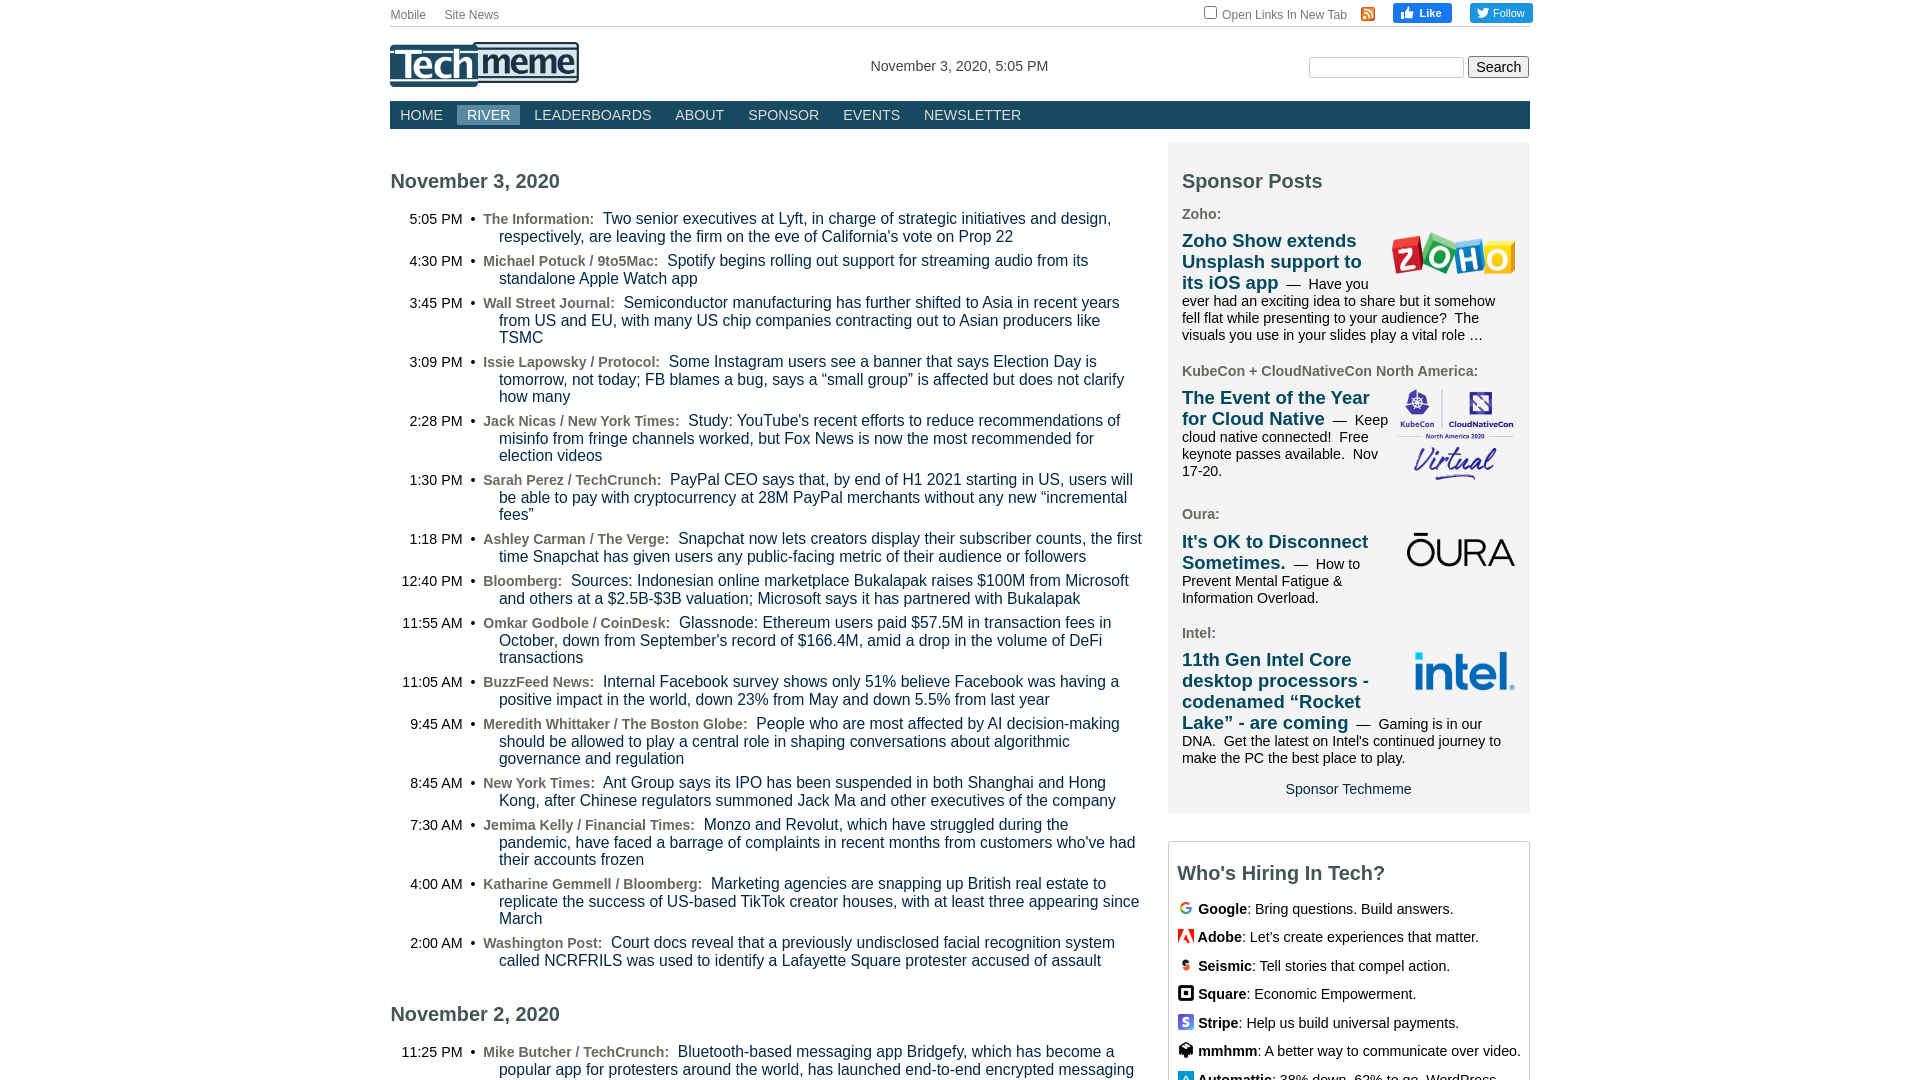 Mobile Site News Open Links In New Tab Like Follow
Techmeme
November 3, 2020, 5:05 PM
Search
HOME RIVER LEADERBOARDS ABOUT SPONSOR EVENTS NEWSLETTER
November 3, 2020
5:05 PM • The Information: Two senior executives at Lyft, in charge of strategic initiatives and design,
respectively, are leaving the firm on the eve of California's vote on Prop 22
4:30 PM • Michael Potuck / 9to5Mac: Spotify begins rolling out support for streaming audio from its
standalone Apple Watch app
3:45 PM • Wall Street Journal: Semiconductor manufacturing has further shifted to Asia in recent years
from US and EU, with many US chip companies contracting out to Asian producers like
TSMC
3:09 PM • Issie Lapowsky / Protocol: Some Instagram users see a banner that says Election Day is
tomorrow, not today; FB blames a bug, says a “small group” is affected but does not clarify
how many
2:28 PM • Jack Nicas / New York Times: Study: YouTube's recent efforts to reduce recommendations of
misinfo from fringe channels worked, but Fox News is now the most recommended for
election videos
1:30 PM • Sarah Perez / TechCrunch: PayPal CEO says that, by end of H1 2021 starting in US, users will
be able to pay with cryptocurrency at 28M PayPal merchants without any new “incremental
fees”
1:18 PM • Ashley Carman / The Verge: Snapchat now lets creators display their subscriber counts, the first
time Snapchat has given users any public-facing metric of their audience or followers
12:40 PM • Bloomberg: Sources: Indonesian online marketplace Bukalapak raises $100M from Microsoft
and others at a $2.5B-$3B valuation; Microsoft says it has partnered with Bukalapak
11:55 AM • Omkar Godbole / CoinDesk: Glassnode: Ethereum users paid $57.5M in transaction fees in
October, down from September's record of $166.4M, amid a drop in the volume of DeFi
transactions
11:05 AM • BuzzFeed News: Internal Facebook survey shows only 51% believe Facebook was having a
positive impact in the world, down 23% from May and down 5.5% from last year
9:45 AM • Meredith Whittaker / The Boston Globe: People who are most affected by AI decision-making
should be allowed to play a central role in shaping conversations about algorithmic
governance and regulation
8:45 AM • New York Times: Ant Group says its IPO has been suspended in both Shanghai and Hong
Kong, after Chinese regulators summoned Jack Ma and other executives of the company
7:30 AM • Jemima Kelly / Financial Times: Monzo and Revolut, which have struggled during the
pandemic, have faced a barrage of complaints in recent months from customers who've had
their accounts frozen
4:00 AM • Katharine Gemmell / Bloomberg: Marketing agencies are snapping up British real estate to
replicate the success of US-based TikTok creator houses, with at least three appearing since
March
2:00 AM • Washington Post: Court docs reveal that a previously undisclosed facial recognition system
called NCRFRILS was used to identify a Lafayette Square protester accused of assault
November 2, 2020
11:25 PM • Mike Butcher / TechCrunch: Bluetooth-based messaging app Bridgefy, which has become a
popular app for protesters around the world, has launched end-to-end encrypted messaging
Sponsor Posts
Zoho:
ZOHO
Zoho Show extends
Unsplash support to
its iOS app — Have you
ever had an exciting idea to share but it somehow
fell flat while presenting to your audience? The
visuals you use in your slides play a vital role …
KubeCon + CloudNativeCon North America:
KubeCon CloudNativeCon
North America 2020
Virtual
The Event of the Year
for Cloud Native — Keep
cloud native connected! Free
keynote passes available. Nov
17-20.
Oura:
ŌURA
It's OK to Disconnect
Sometimes. — How to
Prevent Mental Fatigue &
Information Overload.
Intel:
intel®
11th Gen Intel Core
desktop processors -
codenamed “Rocket
Lake” - are coming — Gaming is in our
DNA. Get the latest on Intel's continued journey to
make the PC the best place to play.
Sponsor Techmeme
Who's Hiring In Tech?
Google: Bring questions. Build answers.
Adobe: Let’s create experiences that matter.
Seismic: Tell stories that compel action.
Square: Economic Empowerment.
Stripe: Help us build universal payments.
mmhmm: A better way to communicate over video.
Automattic: 38% down, 62% to go. WordPress